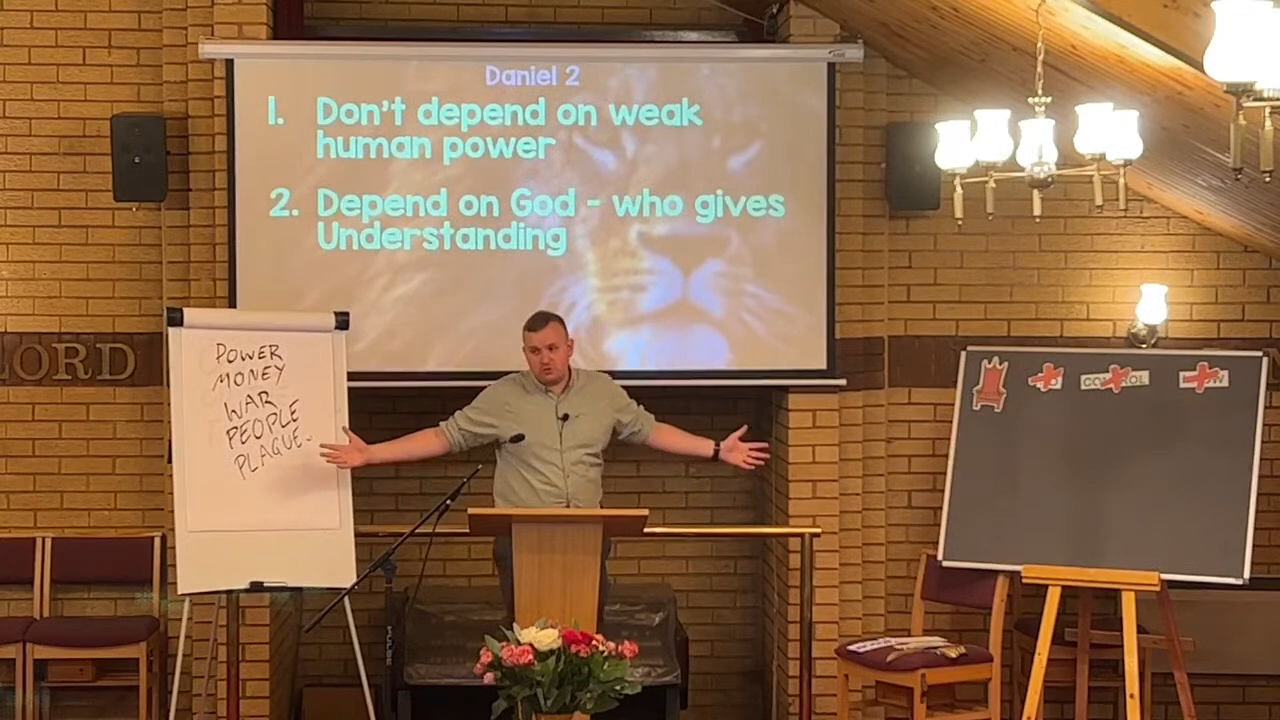 Daniel 2
1. Don't depend on weak
human power
2. Depend on God - who gives
Understanding
LORD
POWER
MONEY
WAR
PEOPLE
PLAGUE.